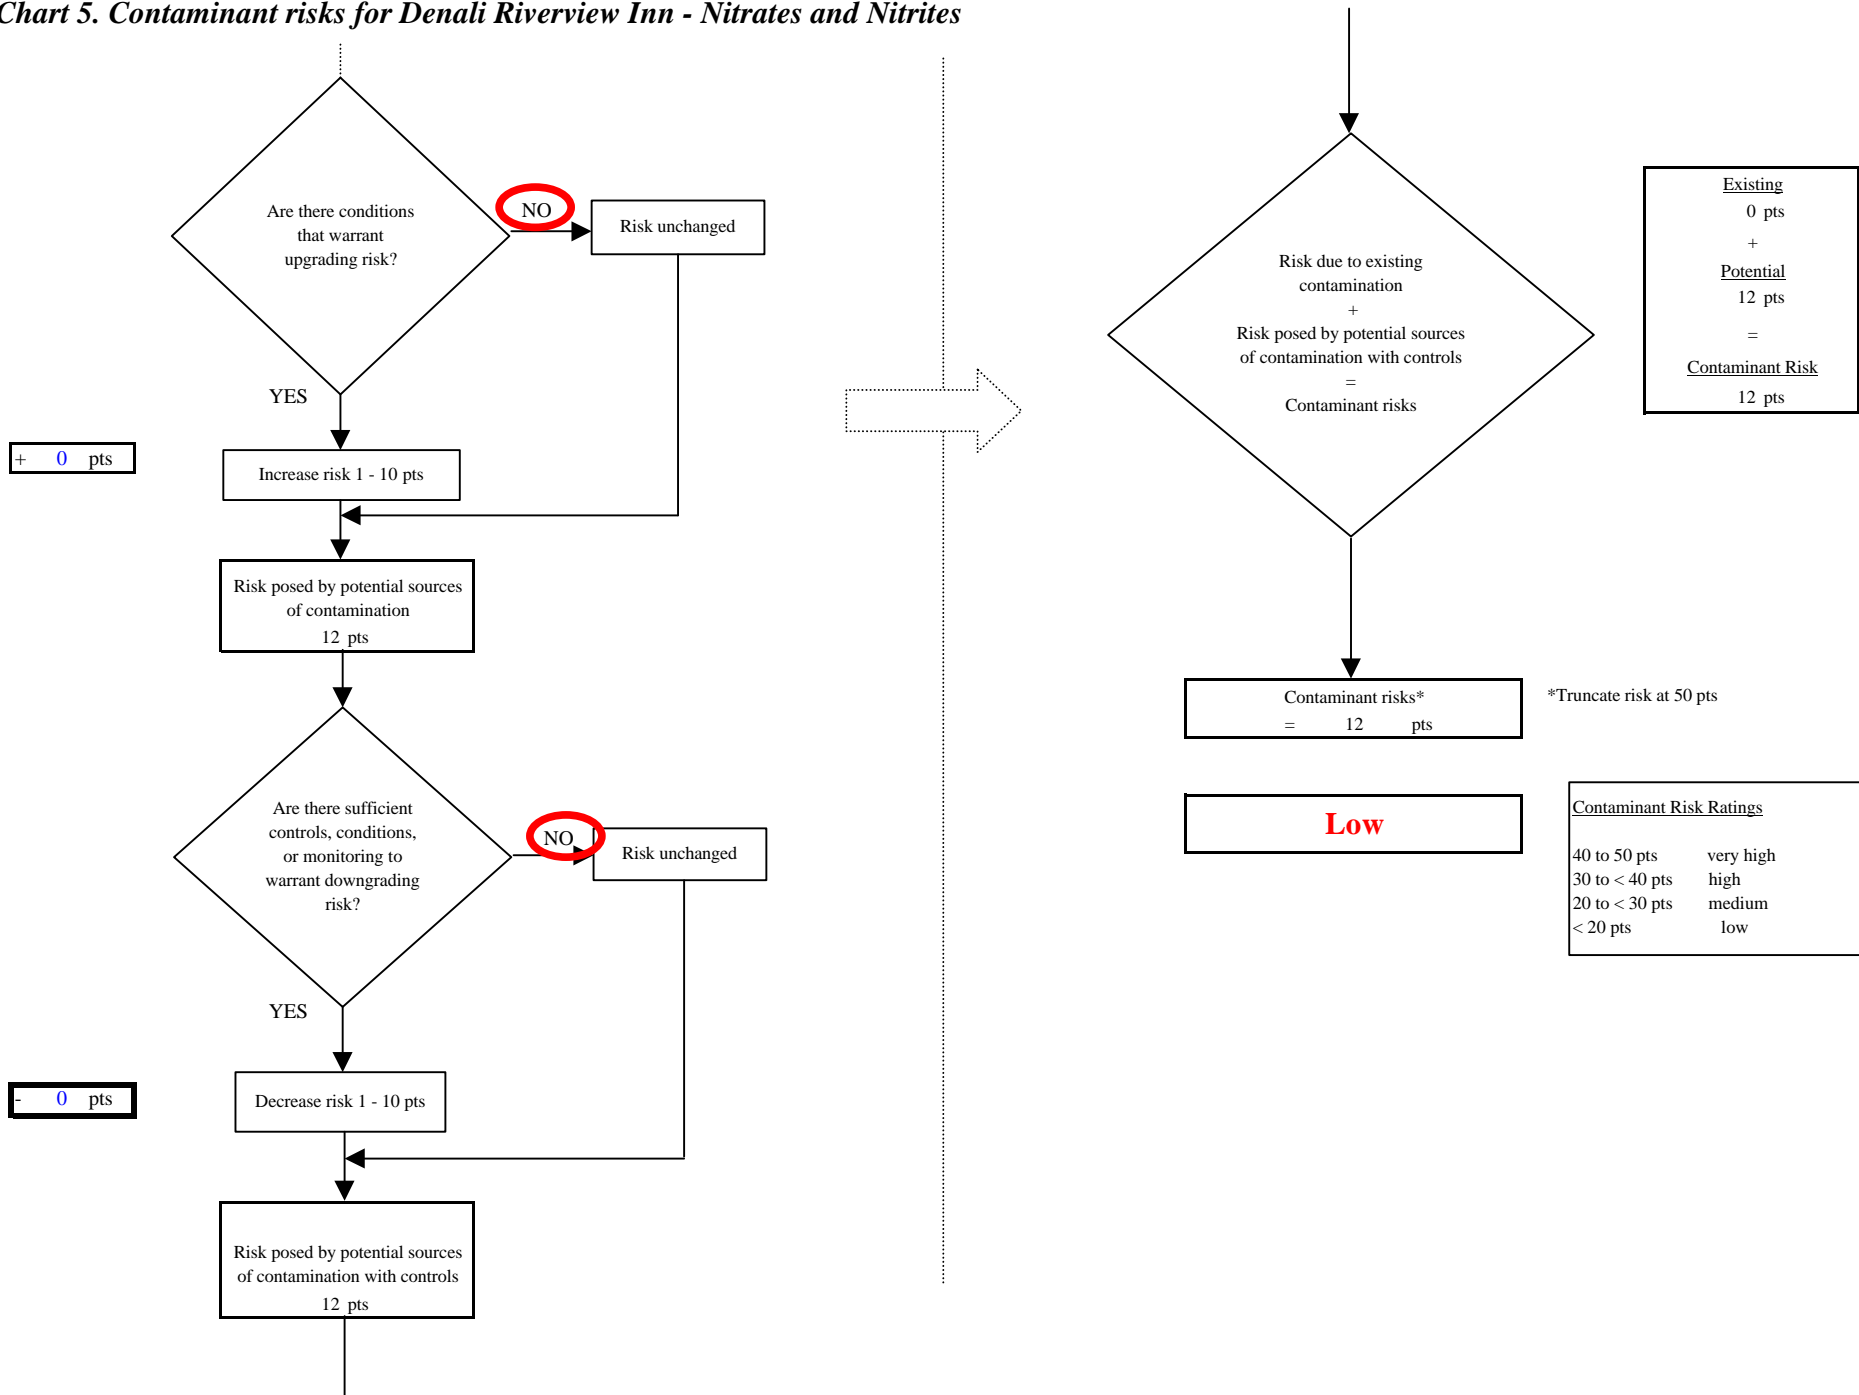 Chart 5. Contaminant risks for Denali Riverview Inn - Nitrates and Nitrites
Are there conditions
that warrant
upgrading risk?
NO
Risk unchanged
YES
+ 0 pts
Increase risk 1 - 10 pts
Risk posed by potential sources
of contamination
12 pts
Are there sufficient
controls, conditions,
or monitoring to
warrant downgrading
risk?
NO
Risk unchanged
YES
- 0 pts
Decrease risk 1 - 10 pts
Risk posed by potential sources
of contamination with controls
12 pts
Risk due to existing
contamination
+
Risk posed by potential sources
of contamination with controls
=
Contaminant risks
Existing
0 pts
+
Potential
12 pts
=
Contaminant Risk
12 pts
Contaminant risks*
= 12 pts
*Truncate risk at 50 pts
Low
Contaminant Risk Ratings
40 to 50 pts very high
30 to < 40 pts high
20 to < 30 pts medium
< 20 pts low